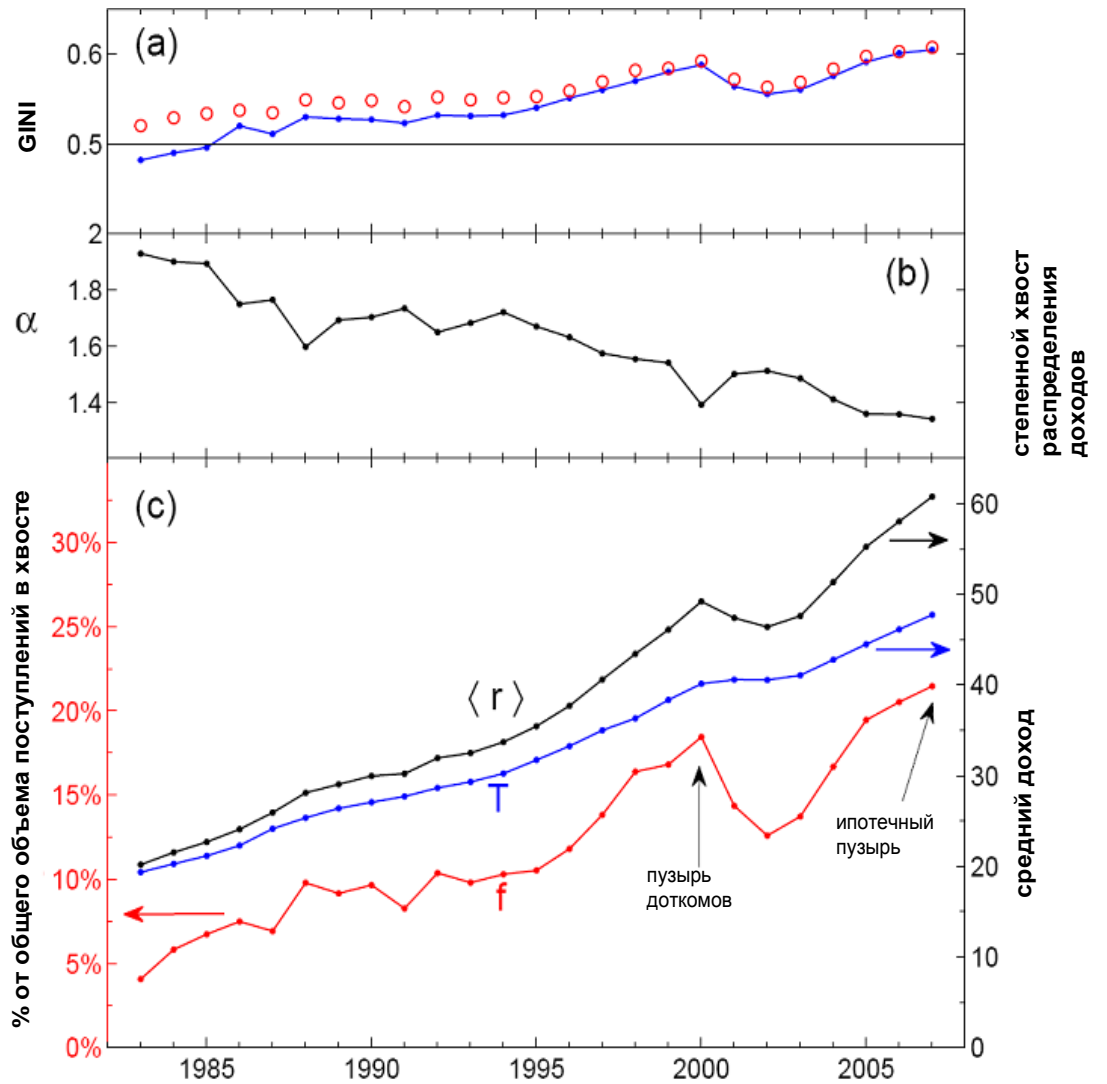 (a)
GINI
0.6
0.5
(b)
α
2
1.8
1.6
1.4
степенной хвост
распределения
доходов
(c)
% от общего объема поступлений в хвосте
30%
25%
20%
15%
10%
5%
0%
⟨ r ⟩
T
f
пузырь
доткомов
ипотечный
пузырь
60
50
40
30
20
10
0
средний доход
1985
1990
1995
2000
2005